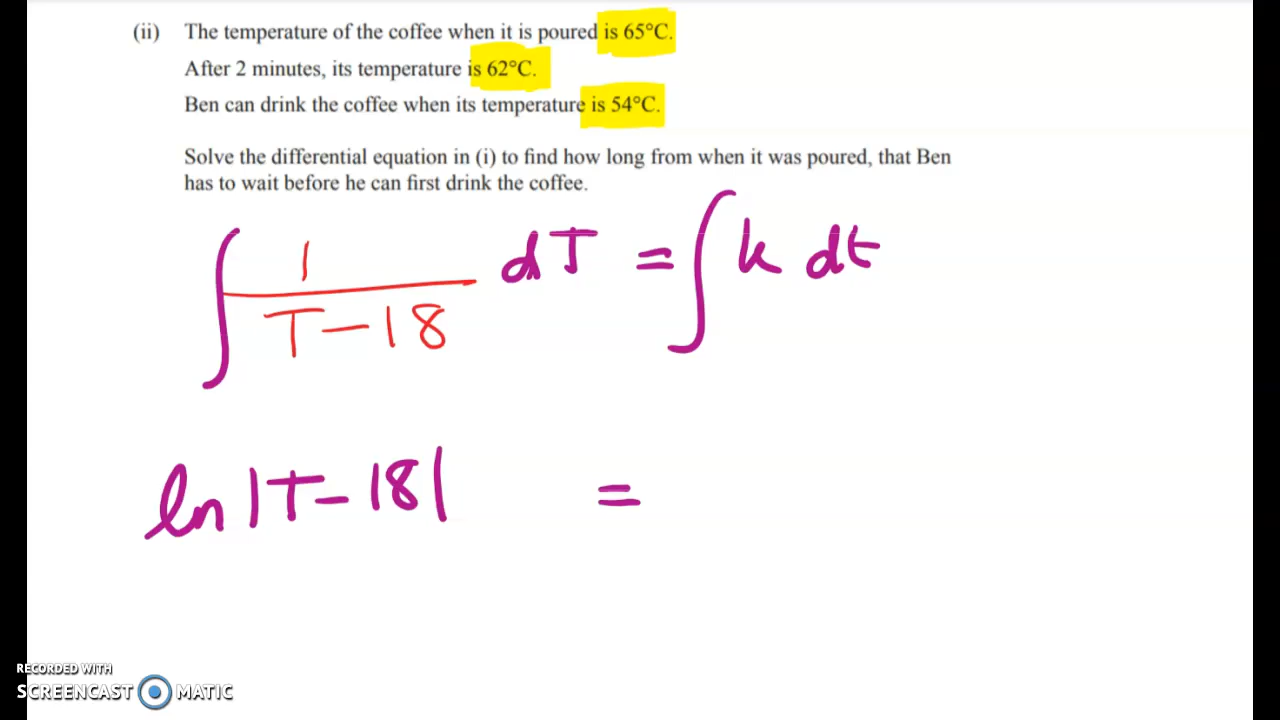 (ii) The temperature of the coffee when it is poured is 65°C.
After 2 minutes, its temperature is 62°C.
Ben can drink the coffee when its temperature is 54°C.
Solve the differential equation in (i) to find how long from when it was poured, that Ben
has to wait before he can first drink the coffee.
∫ 1/(T-18) dT = ∫ k dt
ln|T-18| =
RECORDED WITH
SCREENCAST MATIC